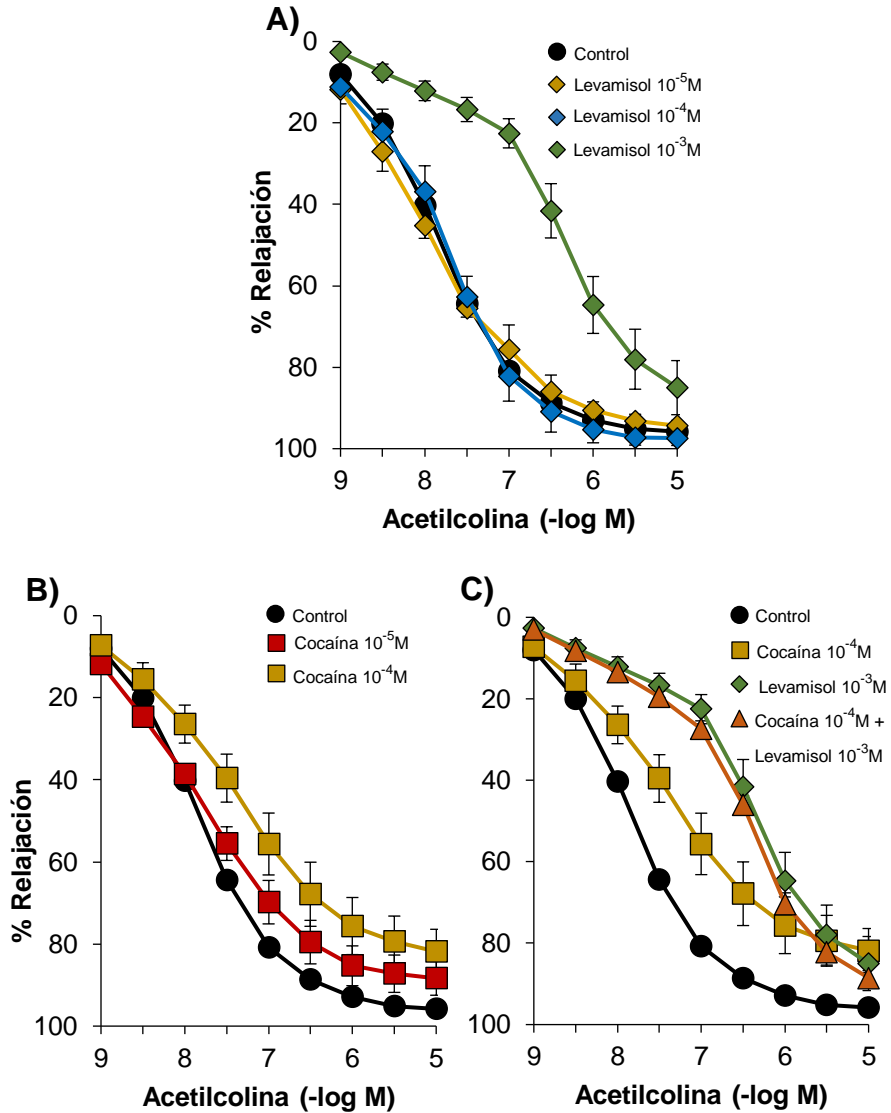 A)
0
20
40
60
80
100
% Relajación
9 8 7 6 5
Acetilcolina (-log M)
Control
Levamisol 10⁻⁵M
Levamisol 10⁻⁴M
Levamisol 10⁻³M
B)
0
20
40
60
80
100
% Relajación
9 8 7 6 5
Acetilcolina (-log M)
Control
Cocaína 10⁻⁵M
Cocaína 10⁻⁴M
C)
0
20
40
60
80
100
9 8 7 6 5
Acetilcolina (-log M)
Control
Cocaína 10⁻⁴M
Levamisol 10⁻³M
Cocaína 10⁻⁴M +
Levamisol 10⁻³M